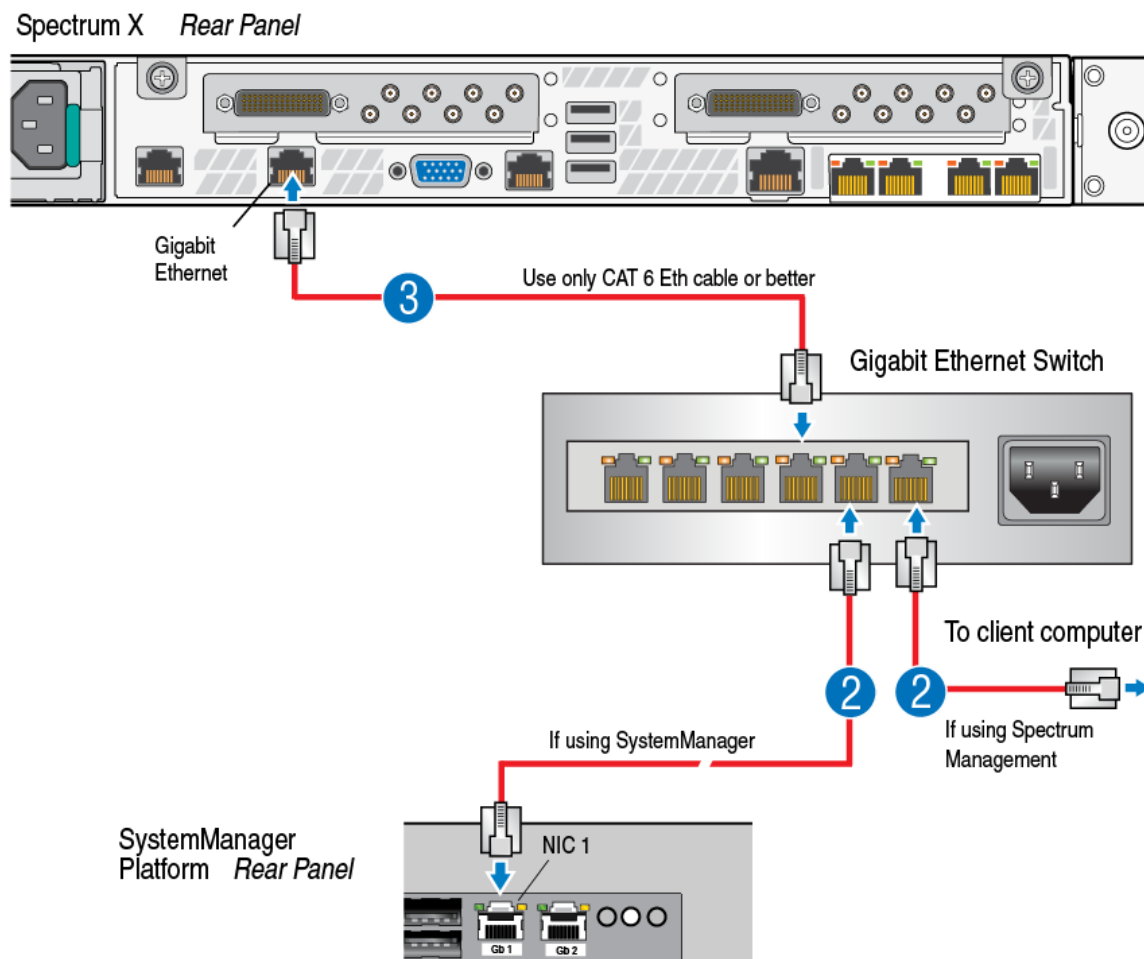 Spectrum X Rear Panel
Gigabit
Ethernet
3
Use only CAT 6 Eth cable or better
Gigabit Ethernet Switch
To client computer
2
2
If using Spectrum
Management
If using SystemManager
SystemManager
Platform Rear Panel
NIC 1
Gb 1
Gb 2